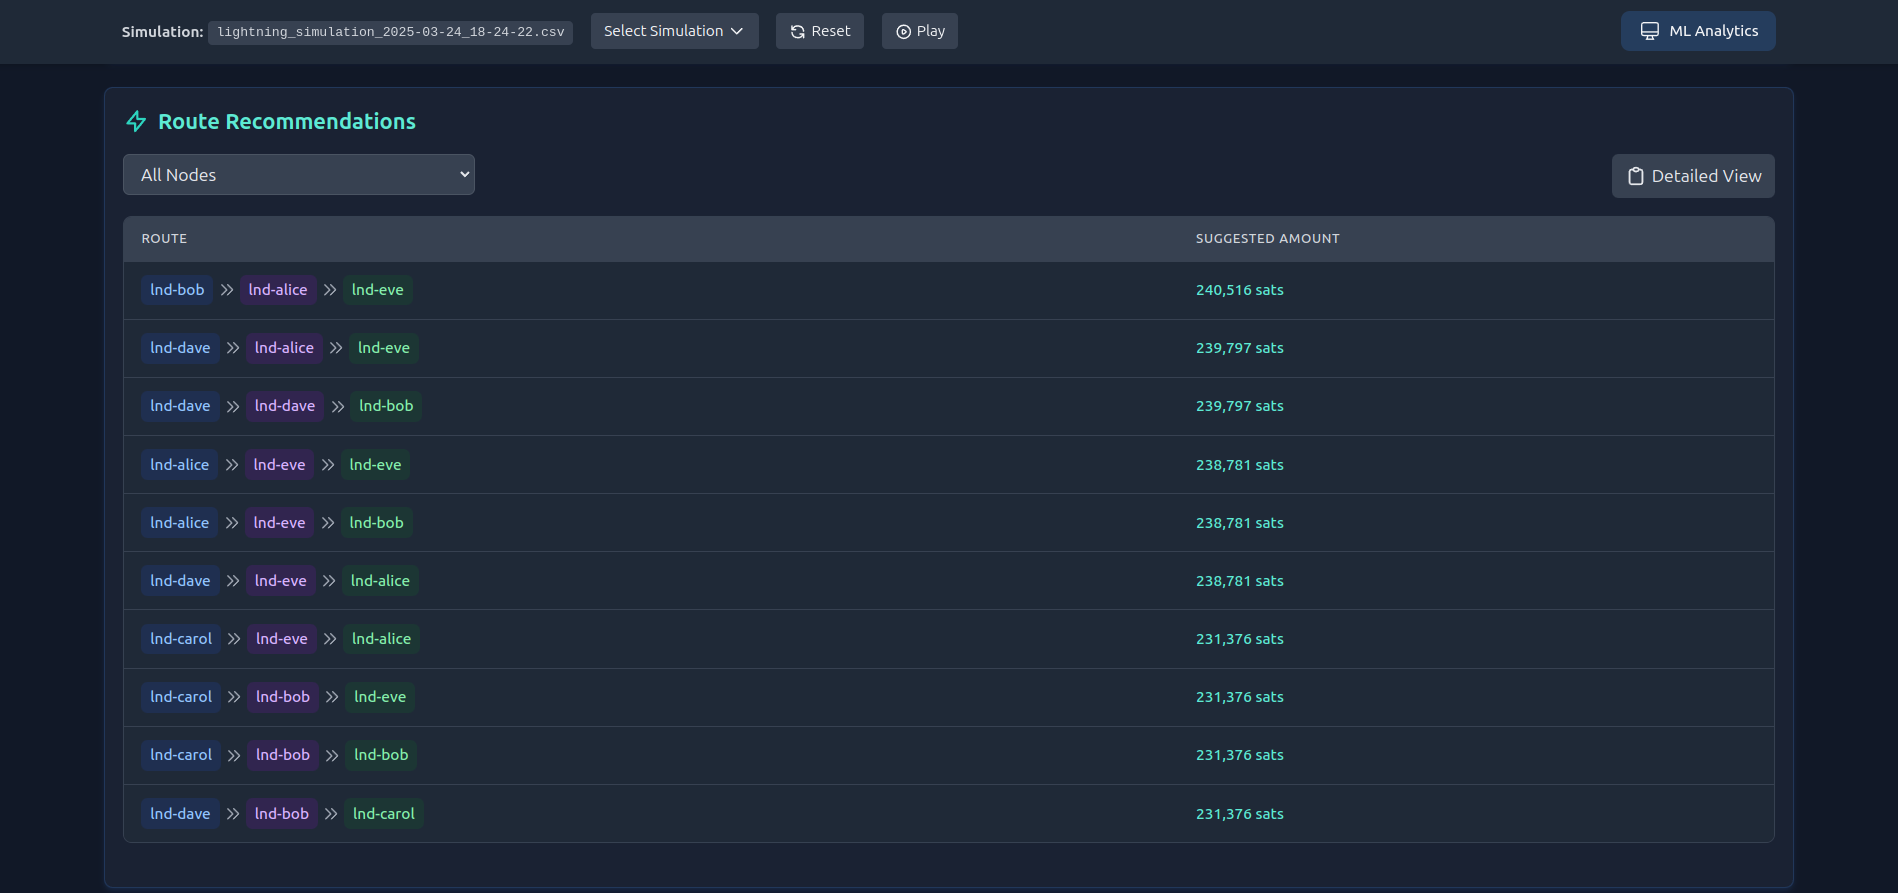 Simulation: lightning_simulation_2025-03-24_18-24-22.csv Select Simulation Reset Play ML Analytics
Route Recommendations
All Nodes Detailed View
ROUTE SUGGESTED AMOUNT
lnd-bob lnd-alice lnd-eve 240,516 sats
lnd-dave lnd-alice lnd-eve 239,797 sats
lnd-dave lnd-dave lnd-bob 239,797 sats
lnd-alice lnd-eve lnd-eve 238,781 sats
lnd-alice lnd-eve lnd-bob 238,781 sats
lnd-dave lnd-eve lnd-alice 238,781 sats
lnd-carol lnd-eve lnd-alice 231,376 sats
lnd-carol lnd-bob lnd-eve 231,376 sats
lnd-carol lnd-bob lnd-bob 231,376 sats
lnd-dave lnd-bob lnd-carol 231,376 sats